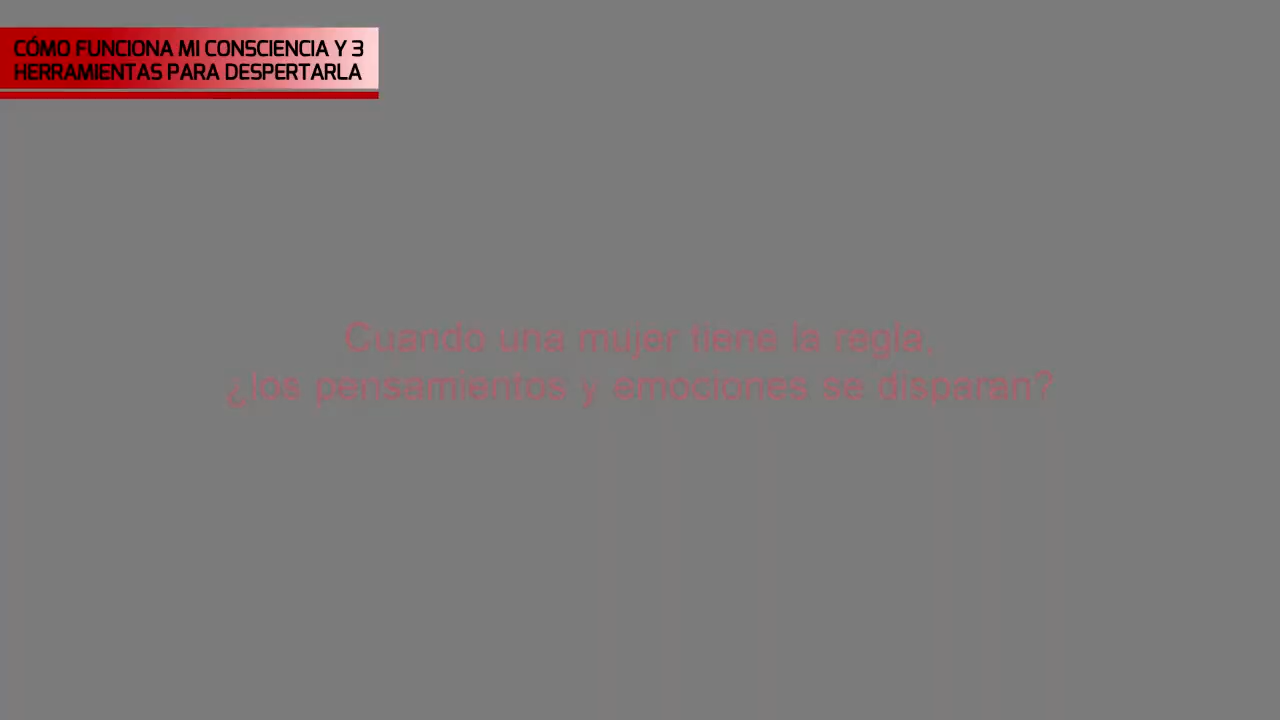 CÓMO FUNCIONA MI CONSCIENCIA Y 3
HERRAMIENTAS PARA DESPERTARLA
Cuando una mujer tiene la regla,
¿los pensamientos y emociones se disparan?